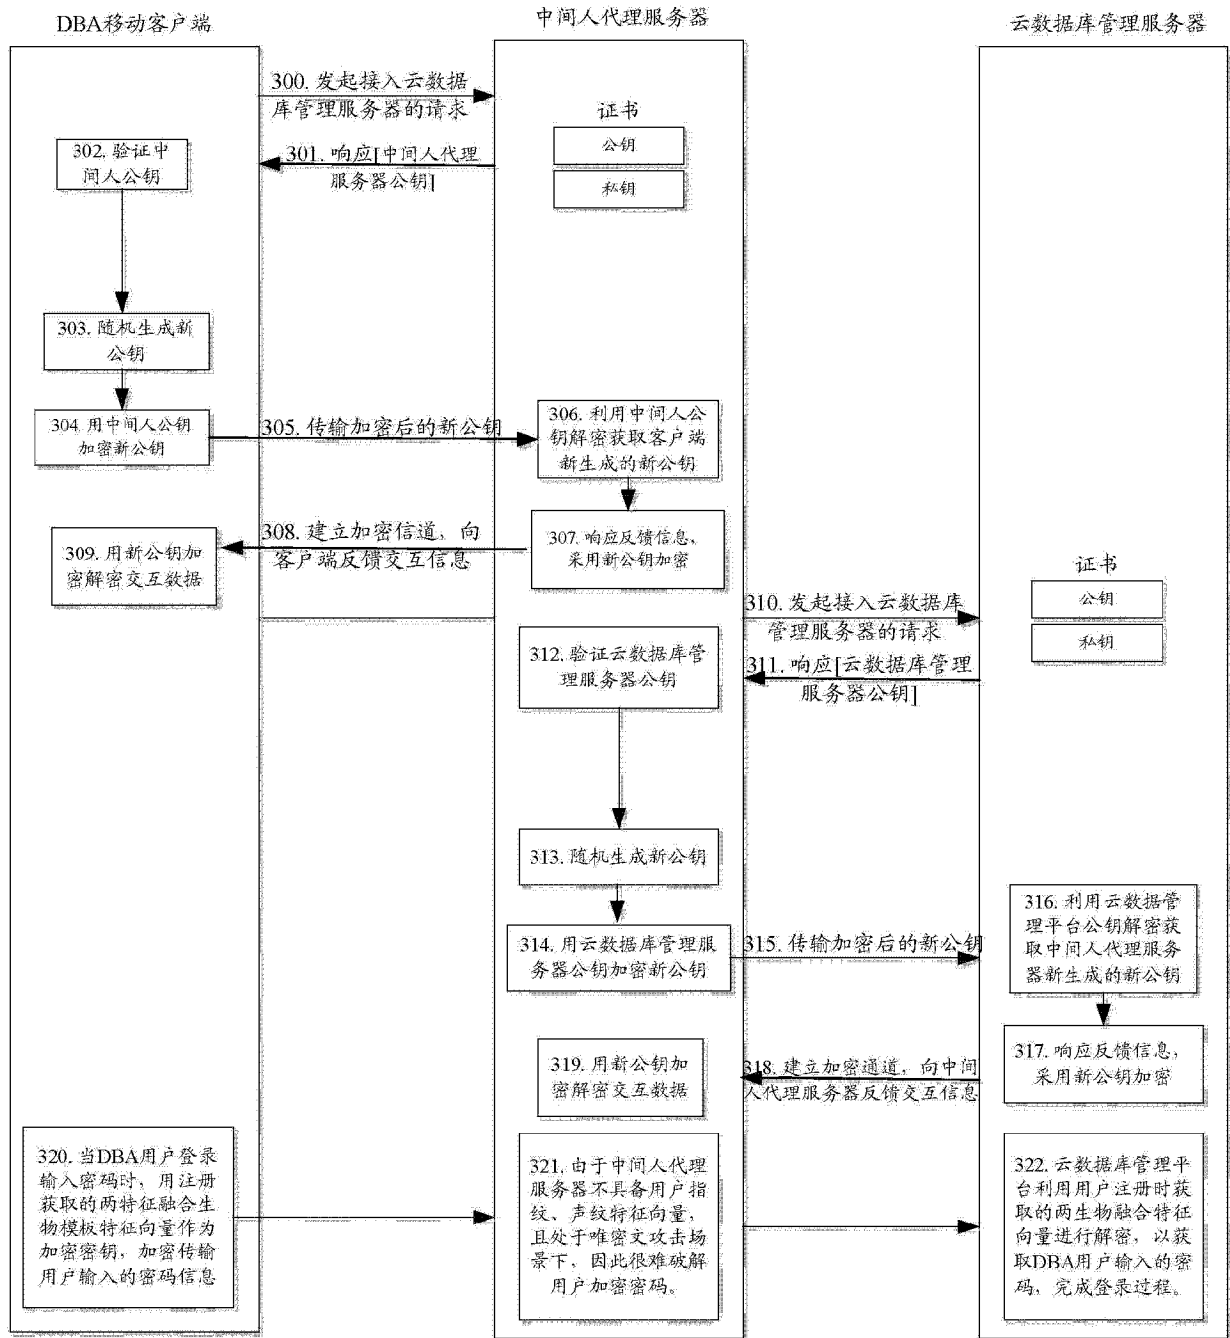 DBA移动客户端
中间人代理服务器
云数据库管理服务器
300. 发起接入云数据
库管理服务器的请求
证书
公钥
私钥
301. 响应[中间人代理
服务器公钥]
302. 验证中
间人公钥
303. 随机生成新
公钥
304. 用中间人公钥
加密新公钥
305. 传输加密后的新公钥
306. 利用中间人公
钥解密获取客户端
新生成的新公钥
307. 响应反馈信息，
采用新公钥加密
308. 建立加密信道，向
客户端反馈交互信息
309. 用新公钥加
密解密交互数据
证书
公钥
私钥
310. 发起接入云数据库
管理服务器的请求
311. 响应[云数据库管理
服务器公钥]
312. 验证云数据库管
理服务器公钥
313. 随机生成新公钥
314. 用云数据库管理服
务器公钥加密新公钥
315. 传输加密后的新公钥
316. 利用云数据管
理平台公钥解密获
取中间人代理服务
器新生成的新公钥
317. 响应反馈信息，
采用新公钥加密
318. 建立加密通道，向中间
人代理服务器反馈交互信息
319. 用新公钥加
密解密交互数据
320. 当DBA用户登录
输入密码时，用注册
获取的两特征融合生
物模板特征向量作为
加密密钥，加密传输
用户输入的密码信息
321. 由于中间人代理
服务器不具备用户指
纹、声纹特征向量，
且处于唯密文攻击场
景下，因此很难破解
用户加密密码。
322. 云数据库管理平
台利用用户注册时获
取的两生物融合特征
向量进行解密，以获
取DBA用户输入的密
码，完成登录过程。